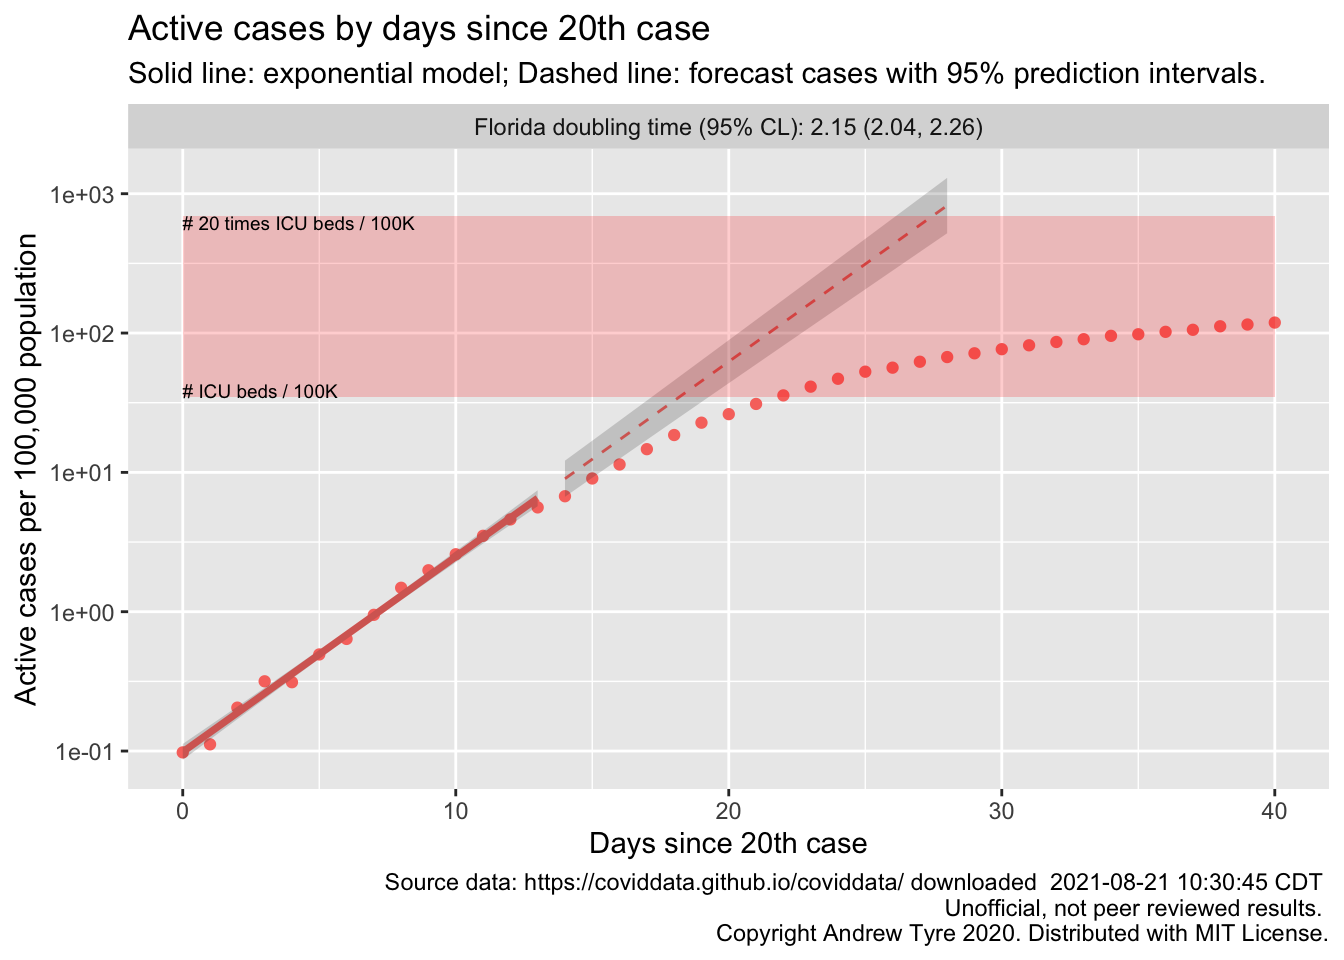 Active cases by days since 20th case
Solid line: exponential model; Dashed line: forecast cases with 95% prediction intervals.
Florida doubling time (95% CL): 2.15 (2.04, 2.26)
Active cases per 100,000 population
1e+03
1e+02
1e+01
1e+00
1e-01
# 20 times ICU beds / 100K
# ICU beds / 100K
0 10 20 30 40
Days since 20th case
Source data: https://coviddata.github.io/coviddata/ downloaded  2021-08-21 10:30:45 CDT
Unofficial, not peer reviewed results.
Copyright Andrew Tyre 2020. Distributed with MIT License.